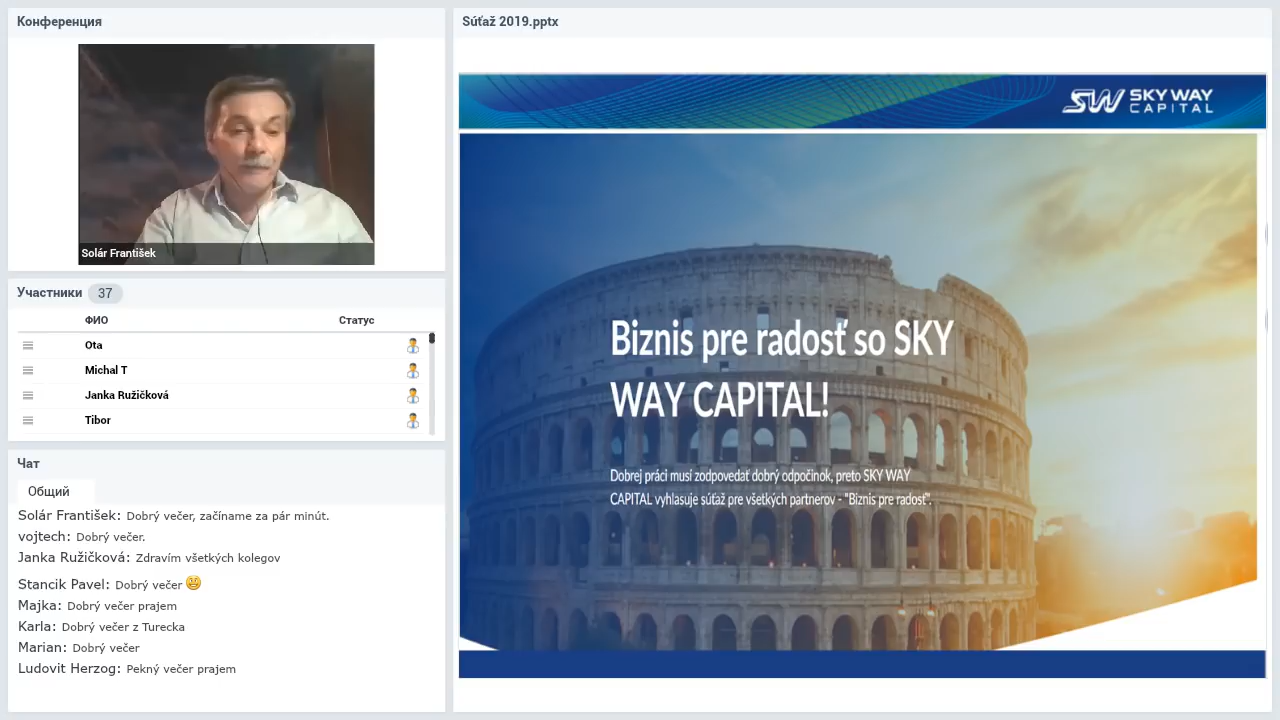 Конференция
Solár František
Участники 37
ФИО Статус
Ota
Michal T
Janka Ružičková
Tibor
Чат
Общий
Solár František: Dobrý večer, začíname za pár minút.
vojtech: Dobrý večer.
Janka Ružičková: Zdravím všetkých kolegov
Stancik Pavel: Dobrý večer
Majka: Dobrý večer prajem
Karla: Dobrý večer z Turecka
Marian: Dobrý večer
Ludovit Herzog: Pekný večer prajem
Súťaž 2019.pptx
SW SKY WAY
CAPITAL
Biznis pre radosť so SKY
WAY CAPITAL!
Dobrej práci musí zodpovedať dobrý odpočinok, preto SKY WAY
CAPITAL vyhlasuje súťaž pre všetkých partnerov - "Biznis pre radosť".